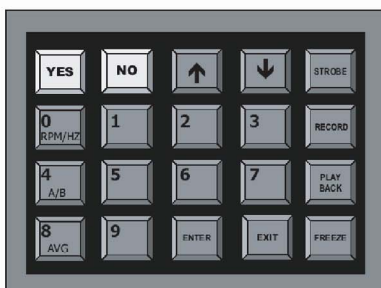 YES NO ↑ ↓ STROBE
0 1 2 3 RECORD
RPM/HZ
4 5 6 7 PLAY
A/B BACK
8 9 ENTER EXIT FREEZE
AVG